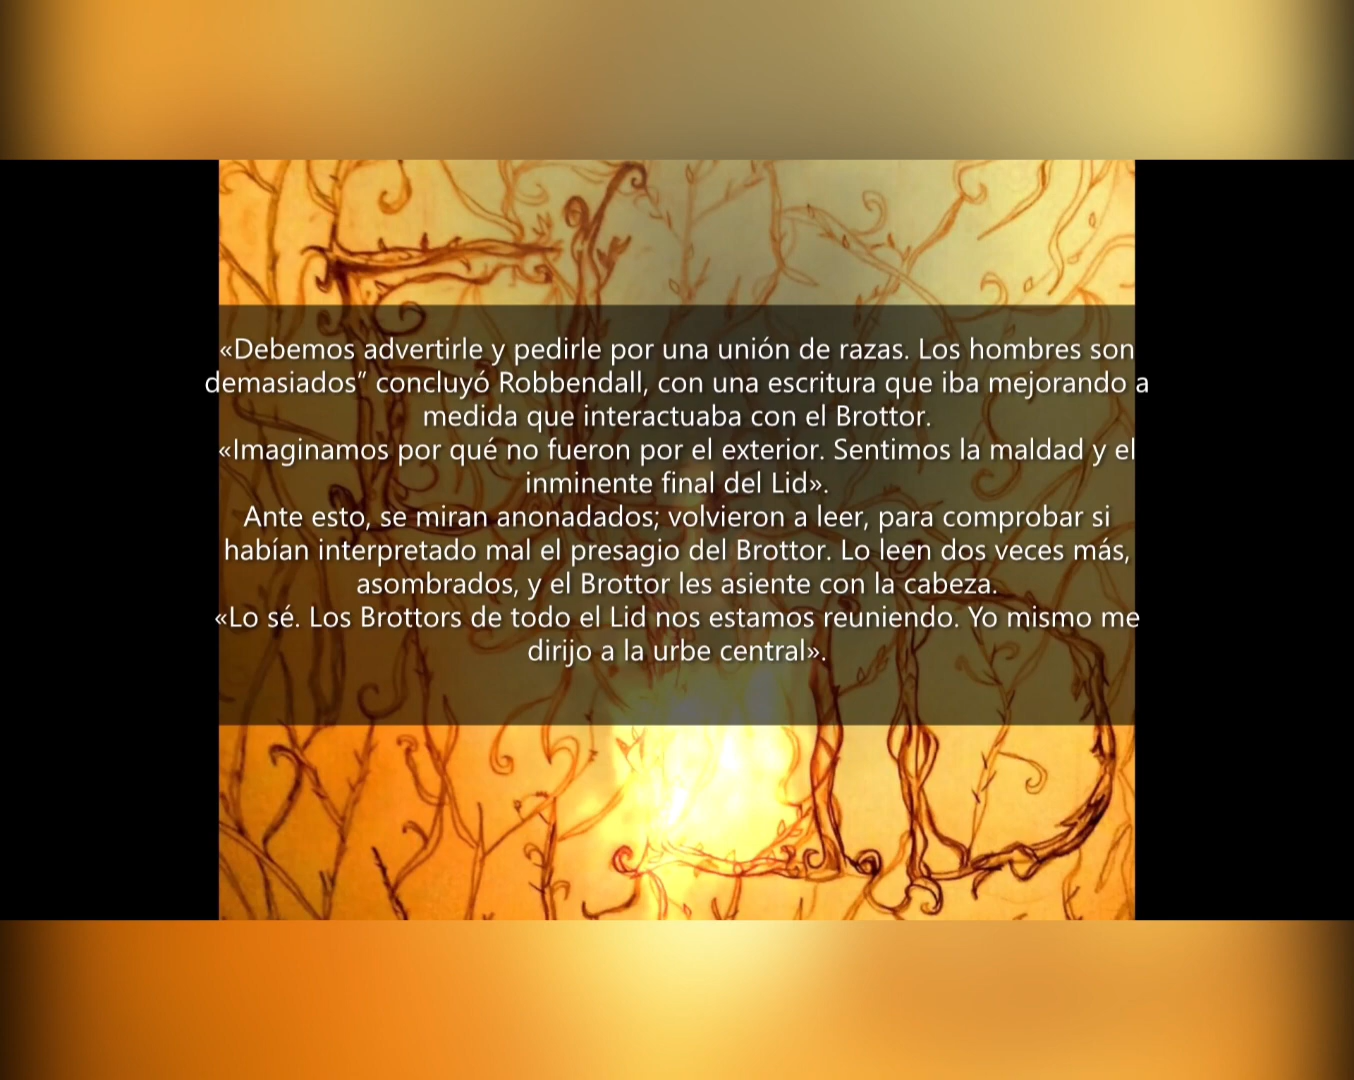 «Debemos advertirle y pedirle por una unión de razas. Los hombres son
demasiados” concluyó Robbendall, con una escritura que iba mejorando a
medida que interactuaba con el Brottor.
«Imaginamos por qué no fueron por el exterior. Sentimos la maldad y el
inminente final del Lid».
Ante esto, se miran anonadados; volvieron a leer, para comprobar si
habían interpretado mal el presagio del Brottor. Lo leen dos veces más,
asombrados, y el Brottor les asiente con la cabeza.
«Lo sé. Los Brottors de todo el Lid nos estamos reuniendo. Yo mismo me
dirijo a la urbe central».